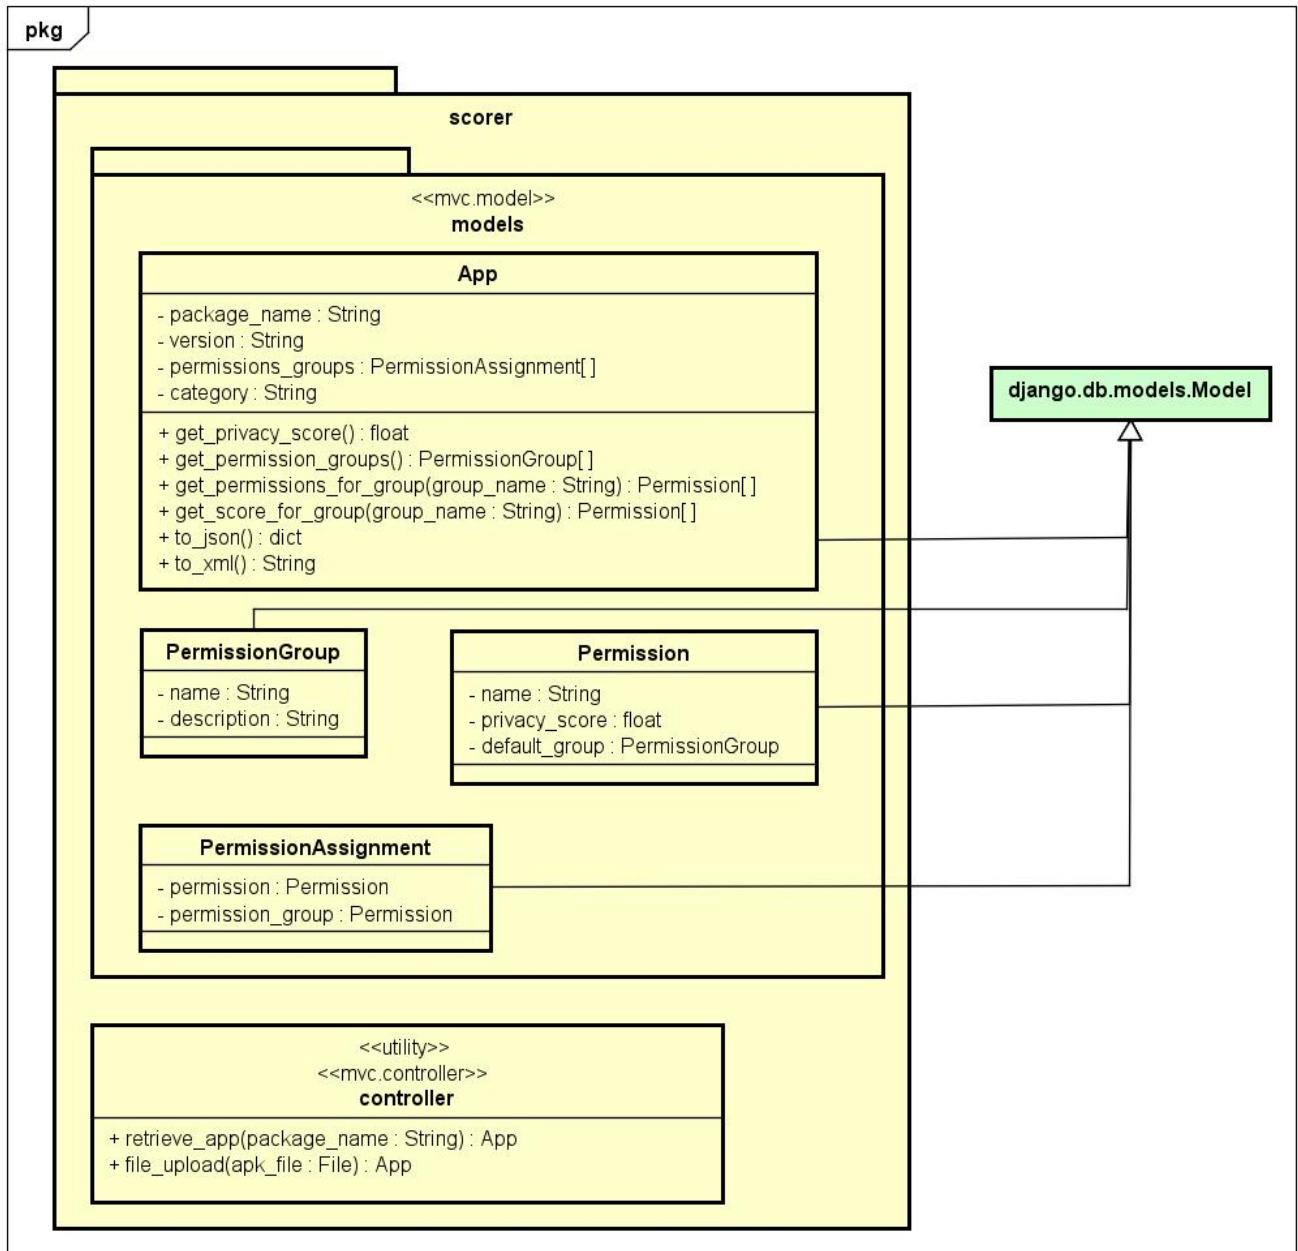 pkg
scorer
<<mvc.model>>
models
App
- package_name : String
- version : String
- permissions_groups : PermissionAssignment[ ]
- category : String
+ get_privacy_score() : float
+ get_permission_groups() : PermissionGroup[ ]
+ get_permissions_for_group(group_name : String) : Permission[ ]
+ get_score_for_group(group_name : String) : Permission[ ]
+ to_json() : dict
+ to_xml() : String
django.db.models.Model
PermissionGroup
- name : String
- description : String
Permission
- name : String
- privacy_score : float
- default_group : PermissionGroup
PermissionAssignment
- permission : Permission
- permission_group : Permission
<<utility>>
<<mvc.controller>>
controller
+ retrieve_app(package_name : String) : App
+ file_upload(apk_file : File) : App